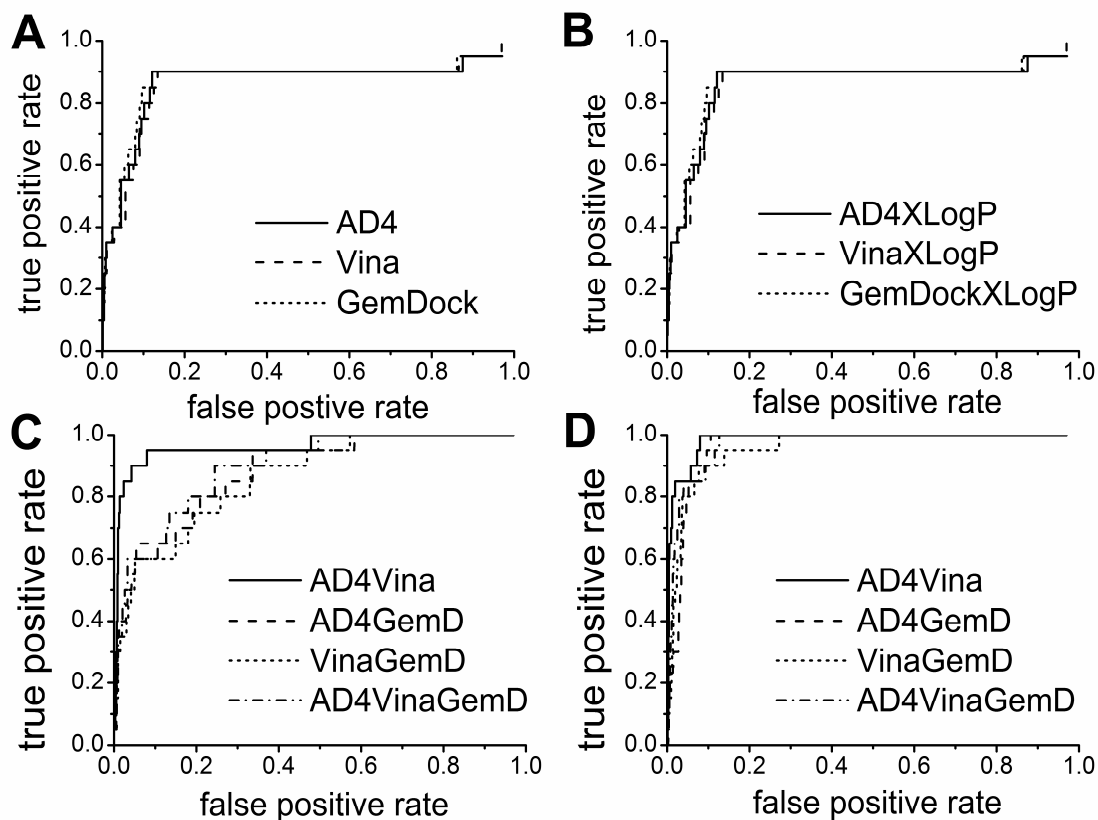 A
1.0
0.8
0.6
0.4
0.2
0.0
true positive rate
AD4
Vina
GemDock
0.0 0.2 0.4 0.6 0.8 1.0
false postive rate
B
1.0
0.8
0.6
0.4
0.2
0.0
true positive rate
AD4XLogP
VinaXLogP
GemDockXLogP
0.0 0.2 0.4 0.6 0.8 1.0
false positive rate
C
1.0
0.8
0.6
0.4
0.2
0.0
true positive rate
AD4Vina
AD4GemD
VinaGemD
AD4VinaGemD
0.0 0.2 0.4 0.6 0.8 1.0
false positive rate
D
1.0
0.8
0.6
0.4
0.2
0.0
true positive rate
AD4Vina
AD4GemD
VinaGemD
AD4VinaGemD
0.0 0.2 0.4 0.6 0.8 1.0
false positive rate